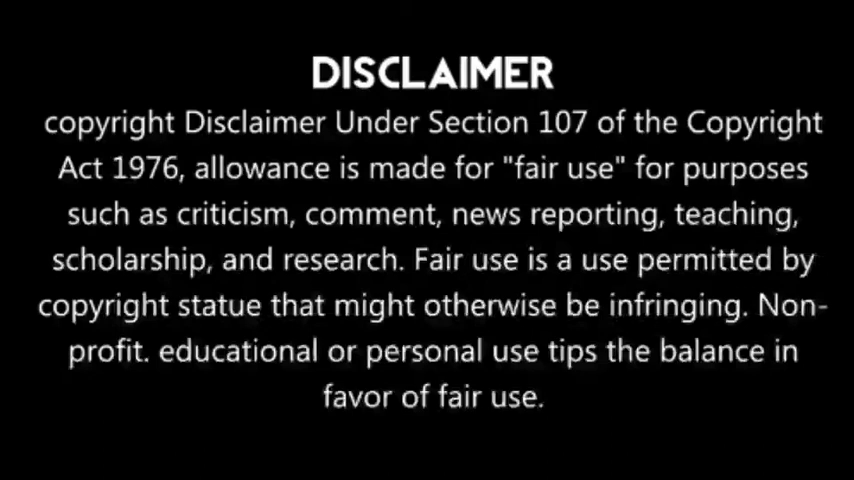 DISCLAIMER
copyright Disclaimer Under Section 107 of the Copyright
Act 1976, allowance is made for "fair use" for purposes
such as criticism, comment, news reporting, teaching,
scholarship, and research. Fair use is a use permitted by
copyright statue that might otherwise be infringing. Non-
profit. educational or personal use tips the balance in
favor of fair use.